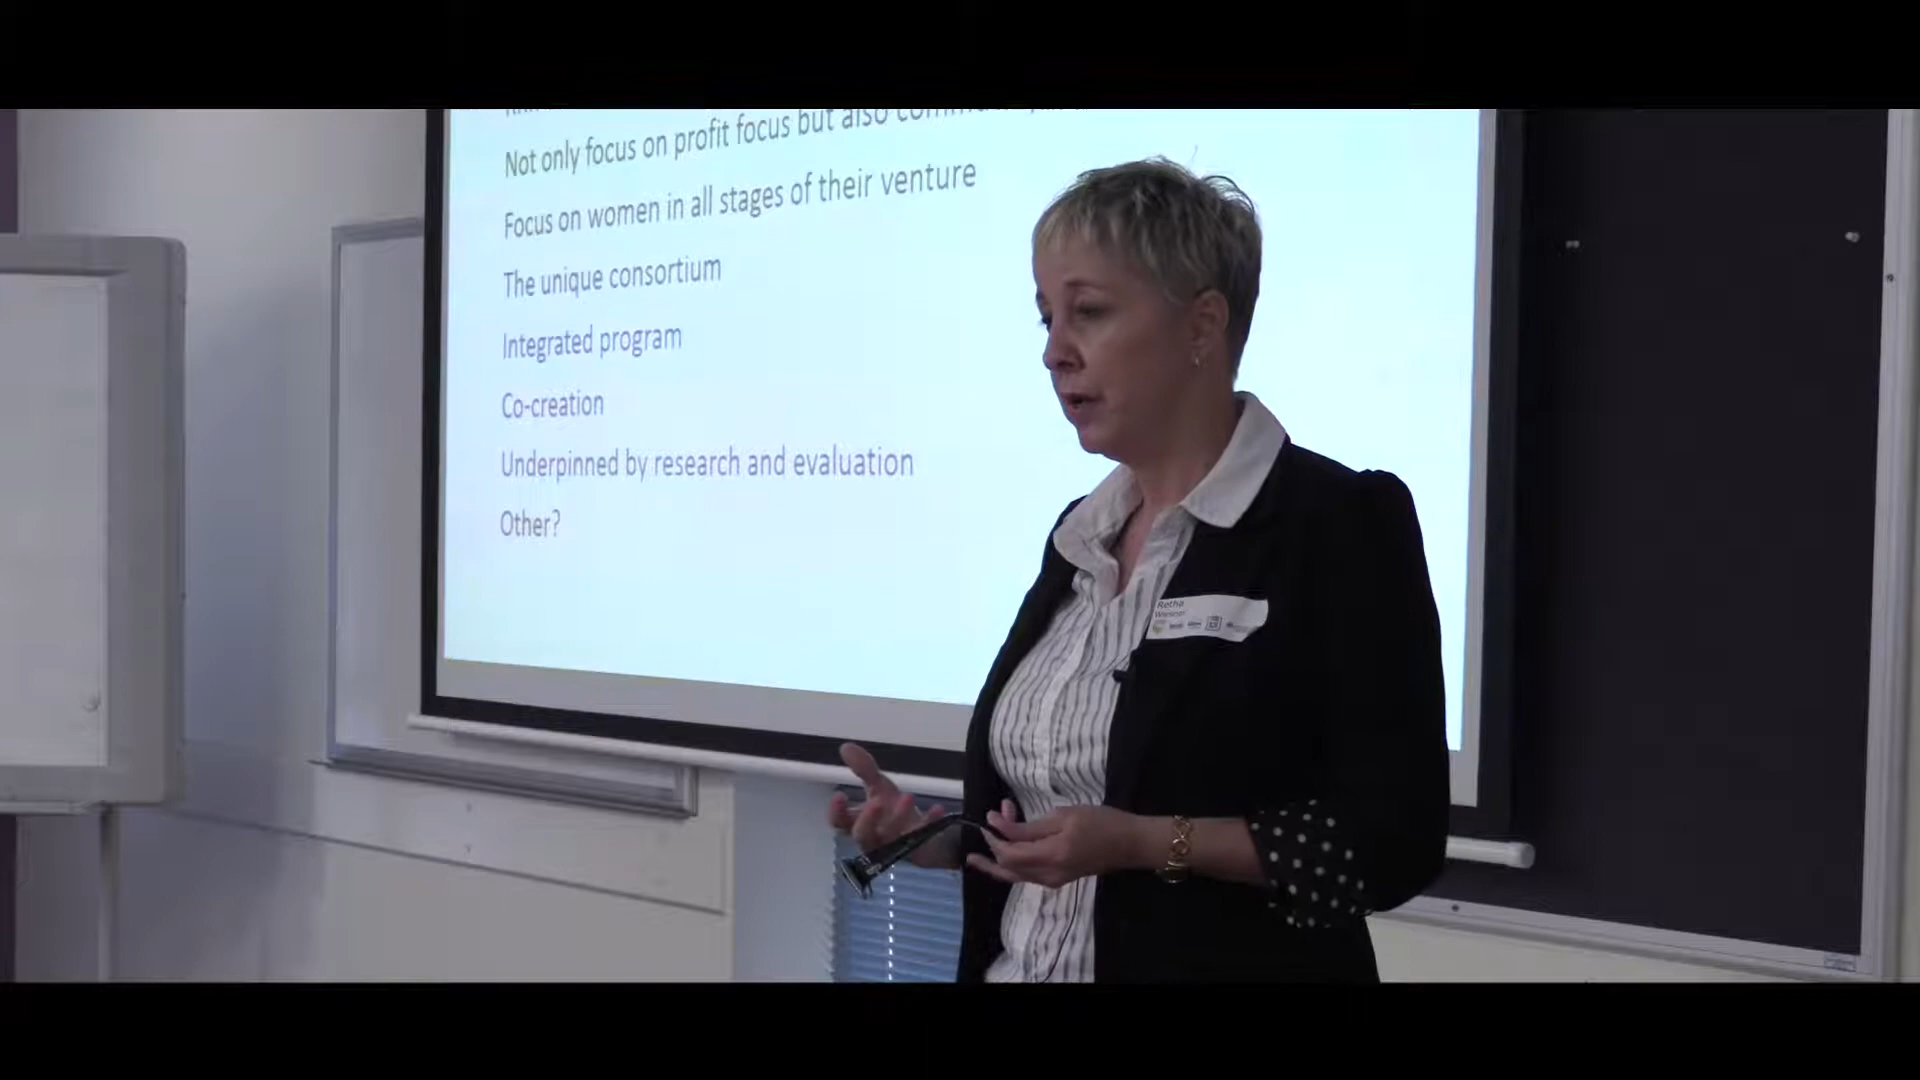 Not only focus on profit focus but also
Focus on women in all stages of their venture
The unique consortium
Integrated program
Co-creation
Underpinned by research and evaluation
Other?
Retha